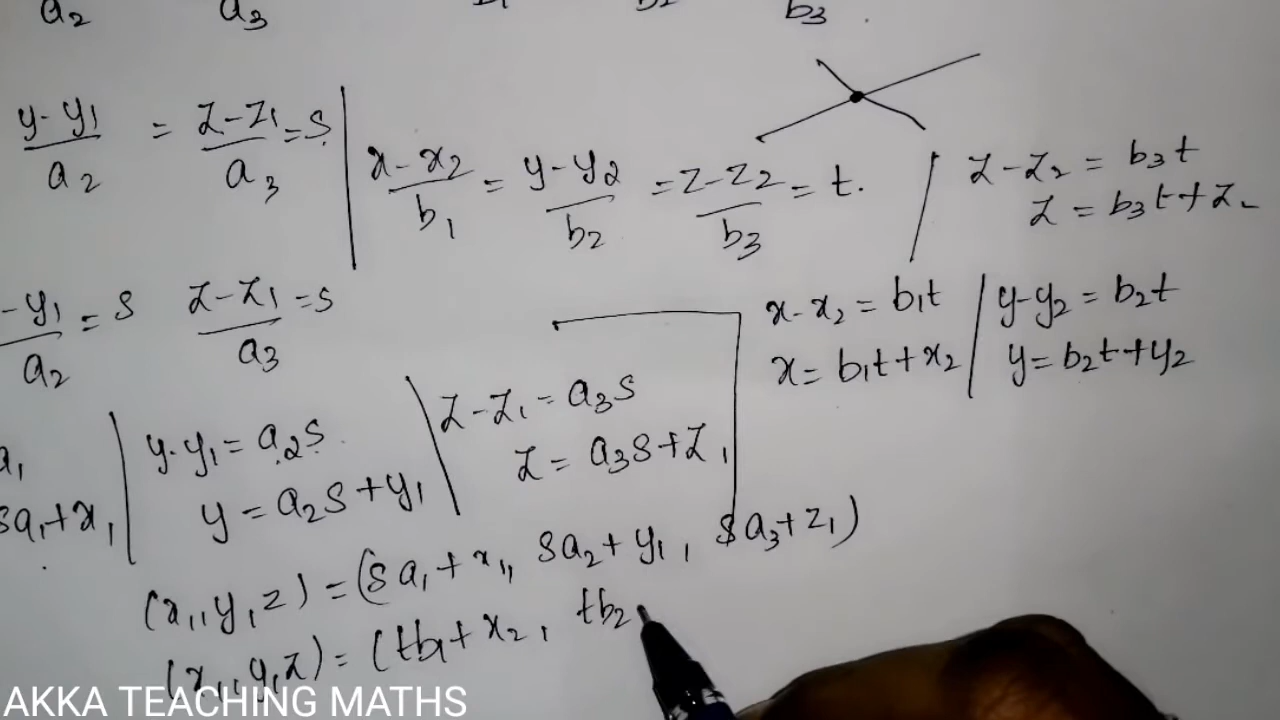 a2 a3 b3
y-y1/a2 = z-z1/a3 = s
x-x2/b1 = y-y2/b2 = z-z2/b3 = t.
z-z2 = b3t
z = b3t+z2
-y1/a2 = s z-z1/a3 = s
x-x2 = b1t
x = b1t+x2
y-y2 = b2t
y = b2t+y2
a1
sa1+x1
y-y1 = a2s
y = a2s+y1
z-z1 = a3s
z = a3s+z1
(x,y,z) = (sa1+x1, sa2+y1, sa3+z1)
(x,y,z) = (tb1+x2, tb2
AKKA TEACHING MATHS